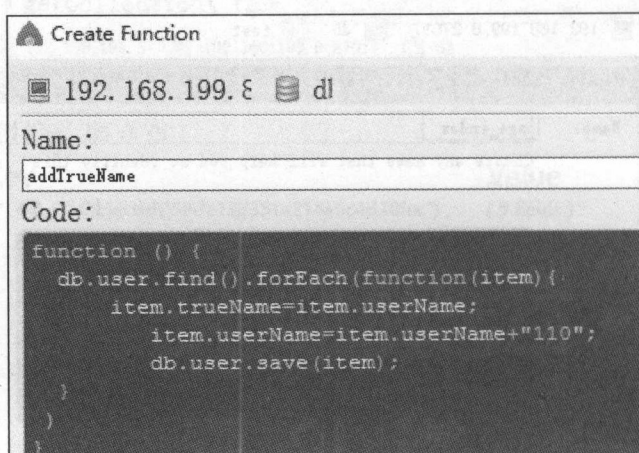 Create Function
192.168.199.8 dl
Name:
addTrueName
Code:
function () {
db.user.find().forEach(function(item){
item.trueName=item.userName;
item.userName=item.userName+"110";
db.user.save(item);
}
)
}